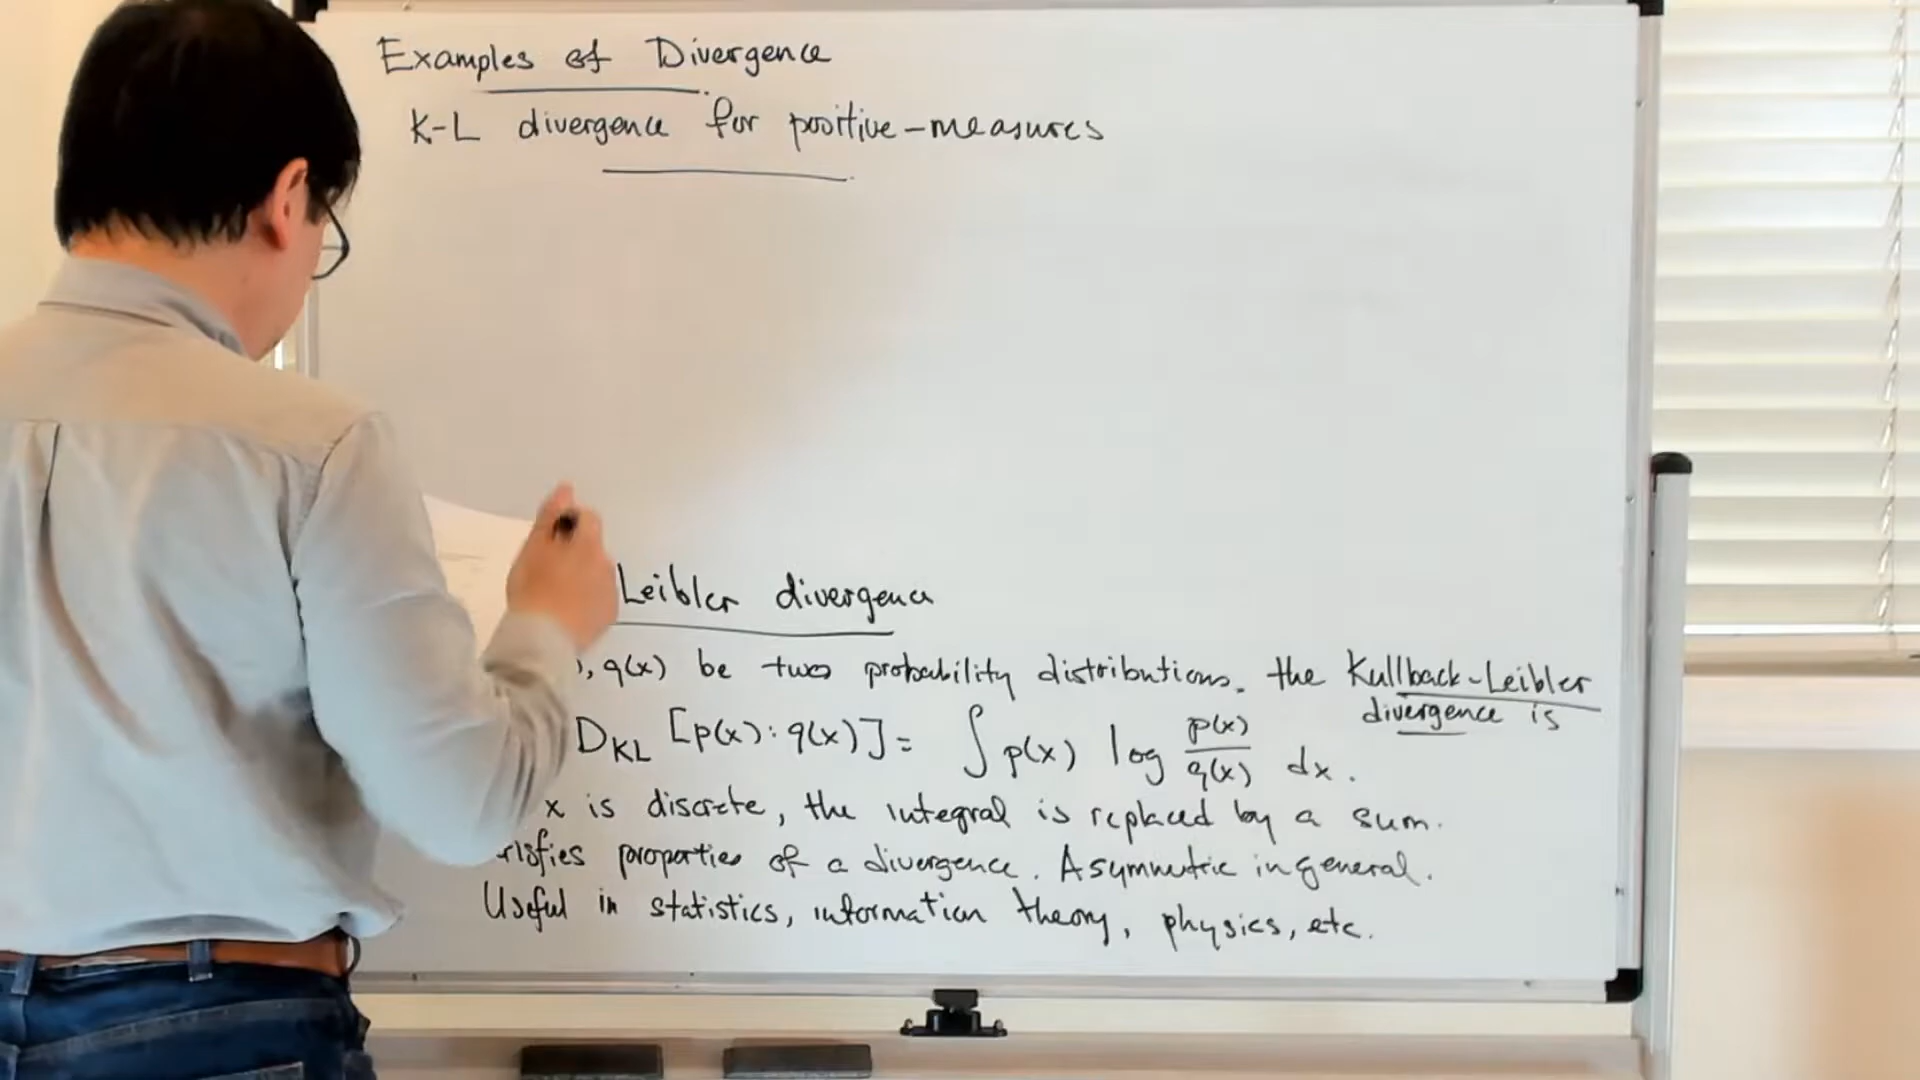 Examples of Divergence
K-L divergence for positive-measures
Leibler divergence
), q(x) be two probability distributions. the Kullback-Leibler
divergence is
D_KL [p(x) : q(x)] = ∫ p(x) log p(x)/q(x) dx.
x is discrete, the integral is replaced by a sum.
properties of a divergence. Asymmetric in general.
Useful in statistics, information theory, physics, etc.